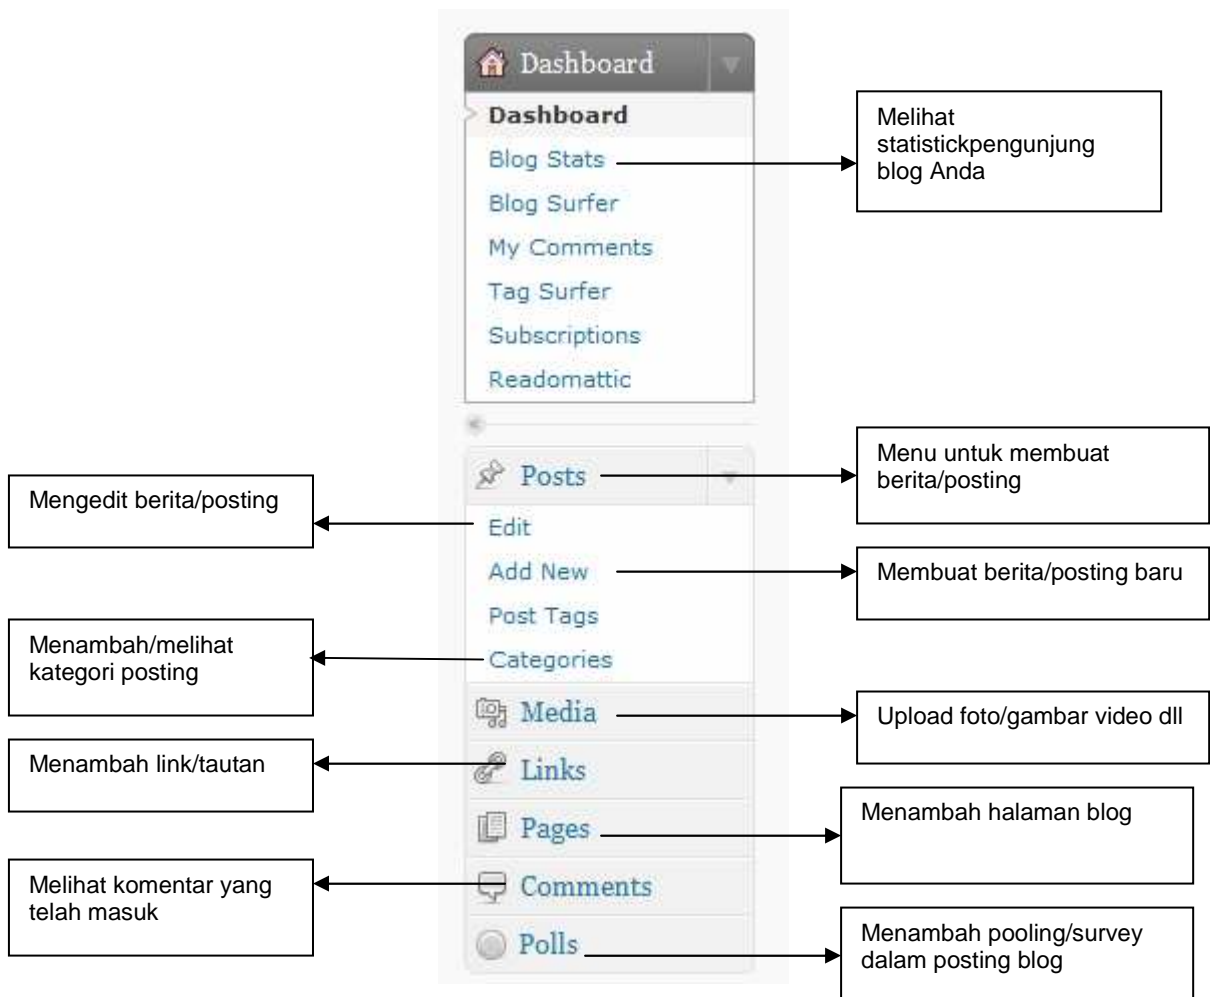 Dashboard
Dashboard
Blog Stats
Blog Surfer
My Comments
Tag Surfer
Subscriptions
Readomattic
Melihat
statistickpengunjung
blog Anda
Posts
Menu untuk membuat
berita/posting
Mengedit berita/posting
Edit
Add New
Membuat berita/posting baru
Post Tags
Menambah/melihat
kategori posting
Categories
Media
Upload foto/gambar video dll
Menambah link/tautan
Links
Pages
Menambah halaman blog
Melihat komentar yang
telah masuk
Comments
Polls
Menambah pooling/survey
dalam posting blog